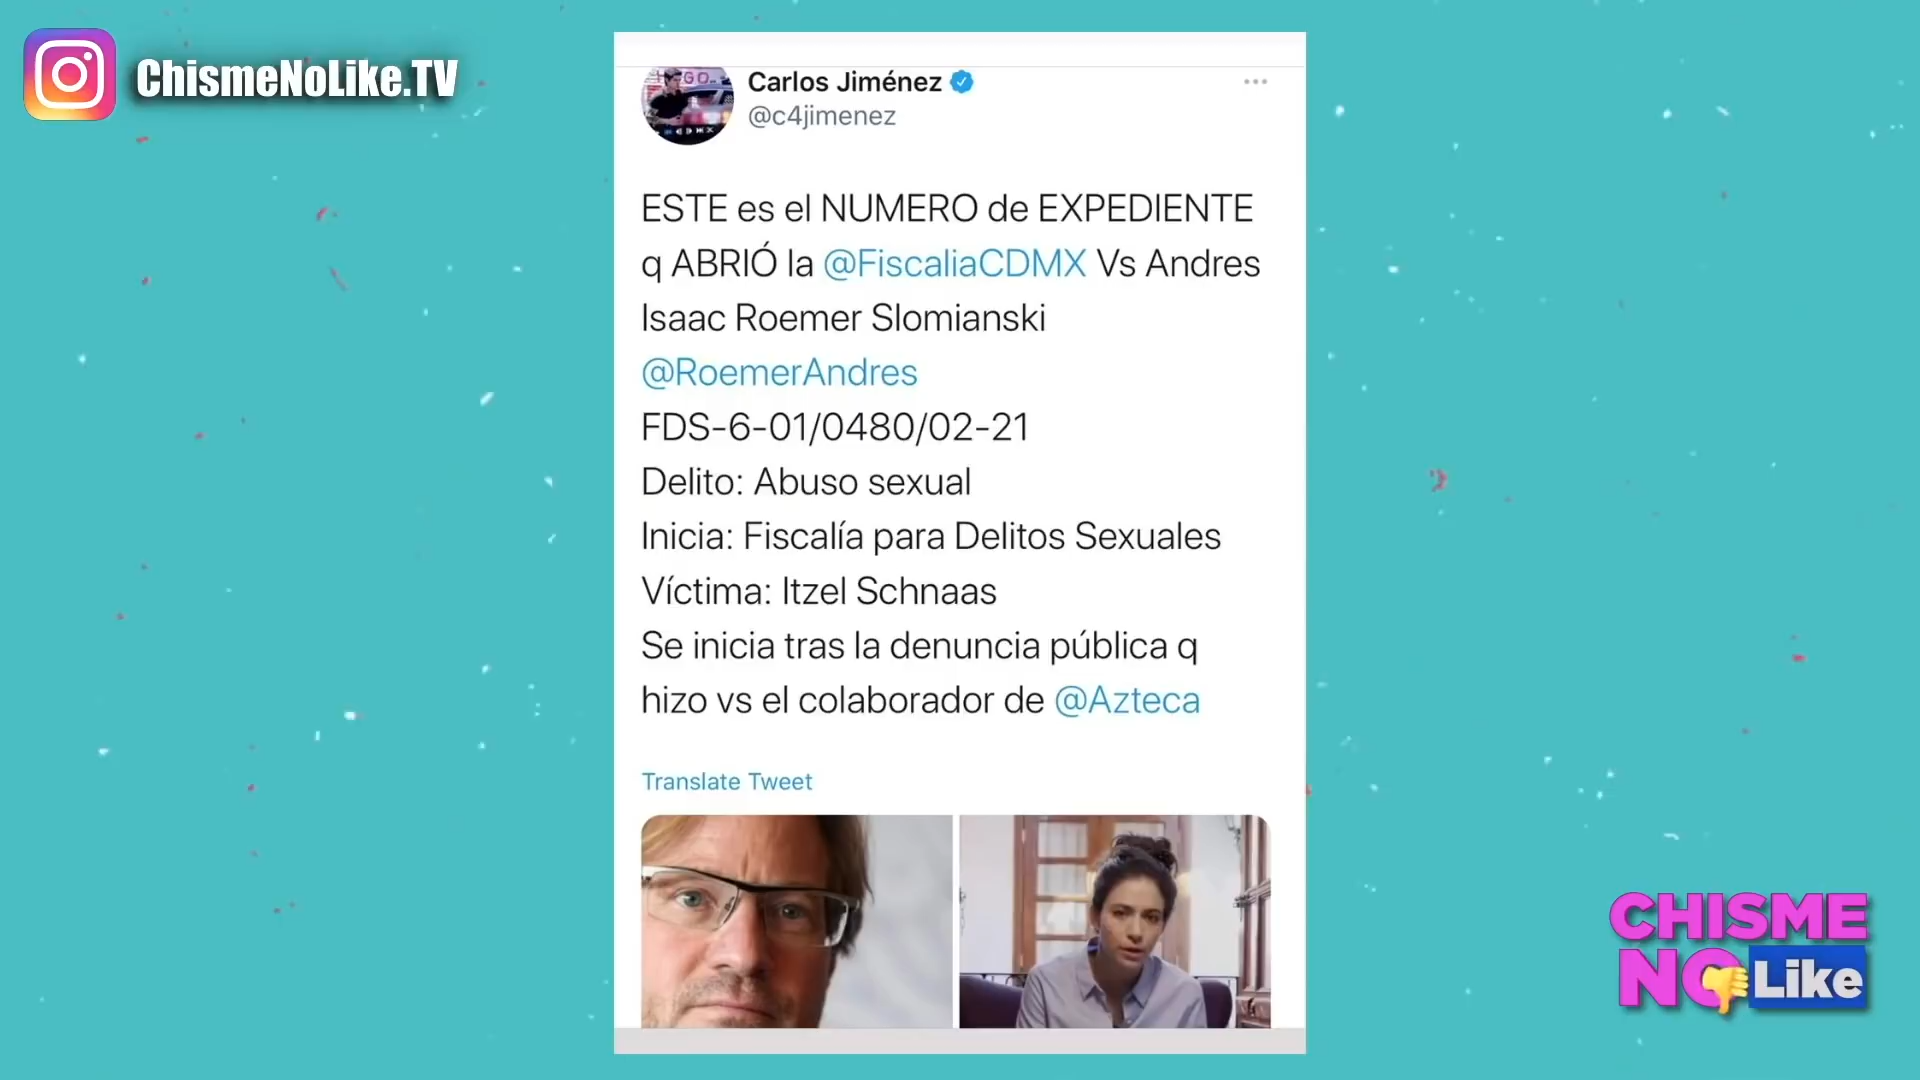 ChismeNoLike.TV
Carlos Jiménez
@c4jimenez
ESTE es el NUMERO de EXPEDIENTE
q ABRIÓ la @FiscaliaCDMX Vs Andres
Isaac Roemer Slomianski
@RoemerAndres
FDS-6-01/0480/02-21
Delito: Abuso sexual
Inicia: Fiscalía para Delitos Sexuales
Víctima: Itzel Schnaas
Se inicia tras la denuncia pública q
hizo vs el colaborador de @Azteca
Translate Tweet
CHISME
NO Like